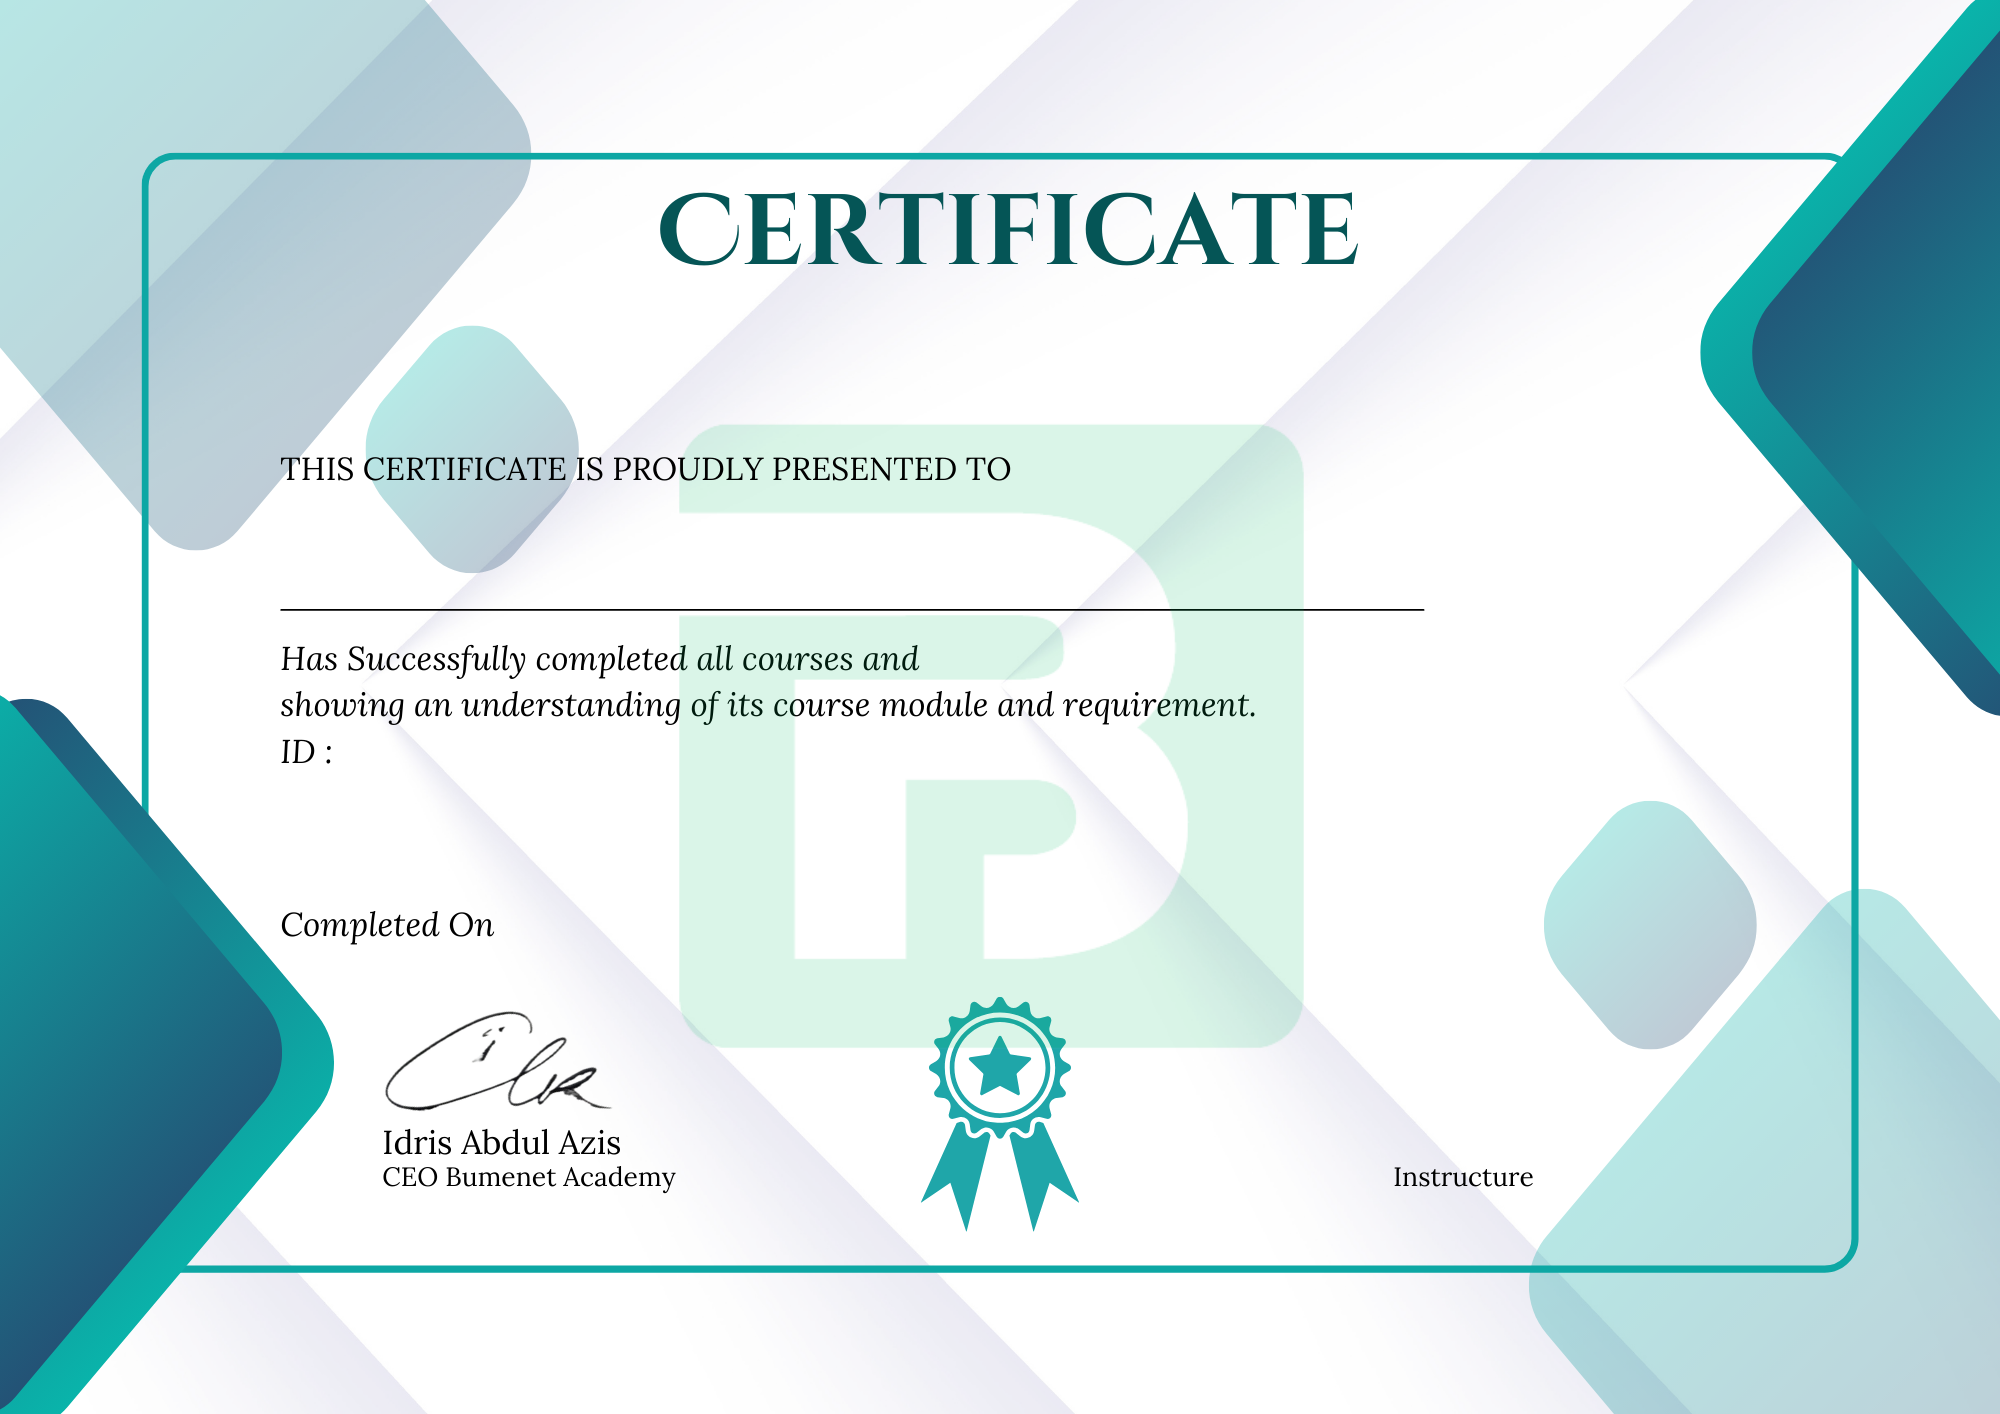 CERTIFICATE
THIS CERTIFICATE IS PROUDLY PRESENTED TO
Has Successfully completed all courses and
showing an understanding of its course module and requirement.
ID :
Completed On
Idris Abdul Azis
CEO Bumenet Academy
Instructure